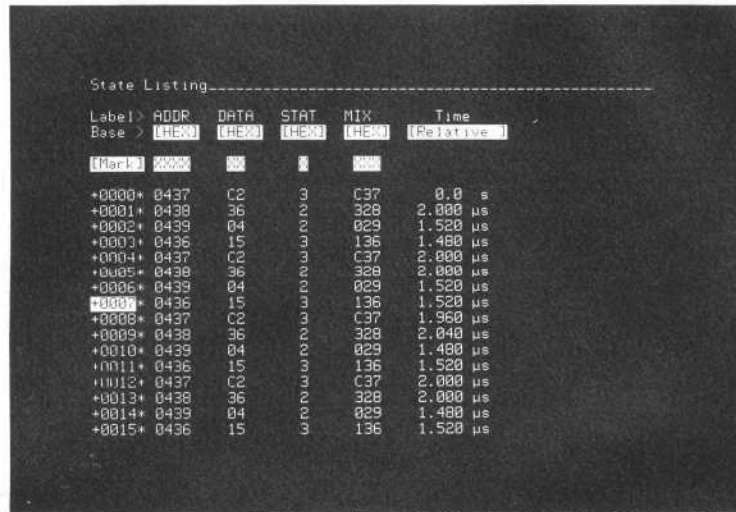 State Listing
Label> ADDR DATA STAT MIX Time
Base > [HEX] [HEX] [HEX] [HEX] [Relative ]
[Mark] XXXX XX X XXX
+0000* 0437 C2 3 C37 0.0 s
+0001* 0438 36 2 328 2.000 µs
+0002* 0439 04 2 029 1.520 µs
+0003* 0436 15 3 136 1.480 µs
+0004* 0437 C2 3 C37 2.000 µs
+0005* 0438 36 2 328 2.000 µs
+0006* 0439 04 2 029 1.520 µs
+0007* 0436 15 3 136 1.520 µs
+0008* 0437 C2 3 C37 1.960 µs
+0009* 0438 36 2 328 2.040 µs
+0010* 0439 04 2 029 1.480 µs
+0011* 0436 15 3 136 1.520 µs
+0012* 0437 C2 3 C37 2.000 µs
+0013* 0438 36 2 328 2.000 µs
+0014* 0439 04 2 029 1.480 µs
+0015* 0436 15 3 136 1.520 µs